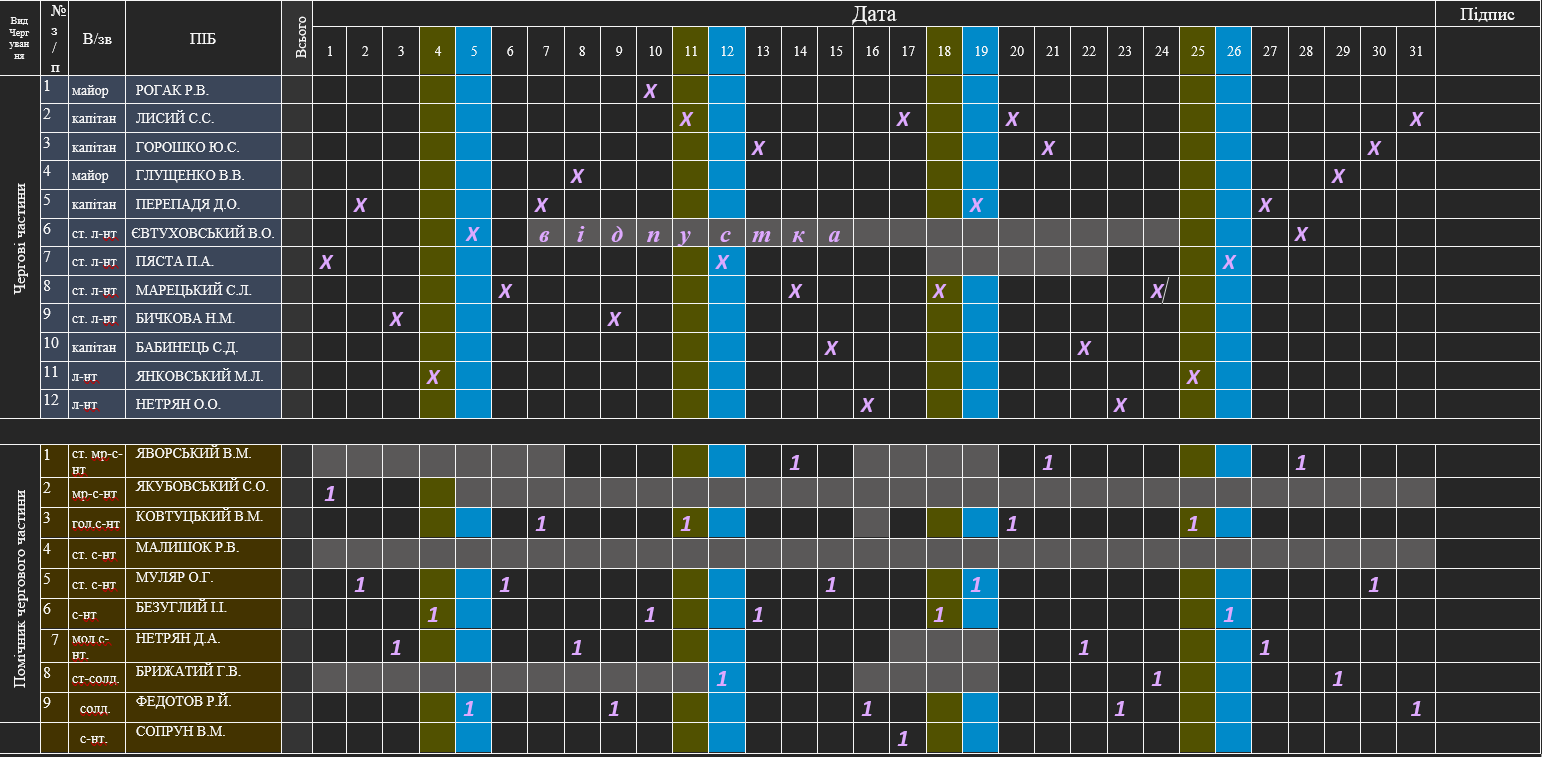 Вид Черг уван ня № з / п В/зв ПІБ Всього Дата Підпис
1 2 3 4 5 6 7 8 9 10 11 12 13 14 15 16 17 18 19 20 21 22 23 24 25 26 27 28 29 30 31
Чергові частини
1 майор РОГАК Р.В. X
2 капітан ЛИСИЙ С.С. X X X X
3 капітан ГОРОШКО Ю.С. X X X
4 майор ГЛУЩЕНКО В.В. X X
5 капітан ПЕРЕПАДЯ Д.О. X X X X
6 ст. л-нт ЄВТУХОВСЬКИЙ В.О. X в і д п у с т к а X
7 ст. л-нт ПЯСТА П.А. X X X
8 ст. л-нт МАРЕЦЬКИЙ С.Л. X X X X/
9 ст. л-нт БИЧКОВА Н.М. X X
10 капітан БАБИНЕЦЬ С.Д. X X
11 л-нт ЯНКОВСЬКИЙ М.Л. X X
12 л-нт НЕТРЯН О.О. X X
Помічник чергового частини
1 ст. мр-с-нт ЯВОРСЬКИЙ В.М. 1 1 1
2 мр-с-нт ЯКУБОВСЬКИЙ С.О. 1
3 гол.с-нт КОВТУЦЬКИЙ В.М. 1 1 1 1
4 ст. с-нт МАЛИШОК Р.В.
5 ст. с-нт МУЛЯР О.Г. 1 1 1 1 1
6 с-нт БЕЗУГЛИЙ І.І. 1 1 1 1 1
7 мол.с-нт. НЕТРЯН Д.А. 1 1 1 1
8 ст-солд. БРИЖАТИЙ Г.В. 1 1 1
9 солд. ФЕДОТОВ Р.Й. 1 1 1 1 1
с-нт. СОПРУН В.М. 1